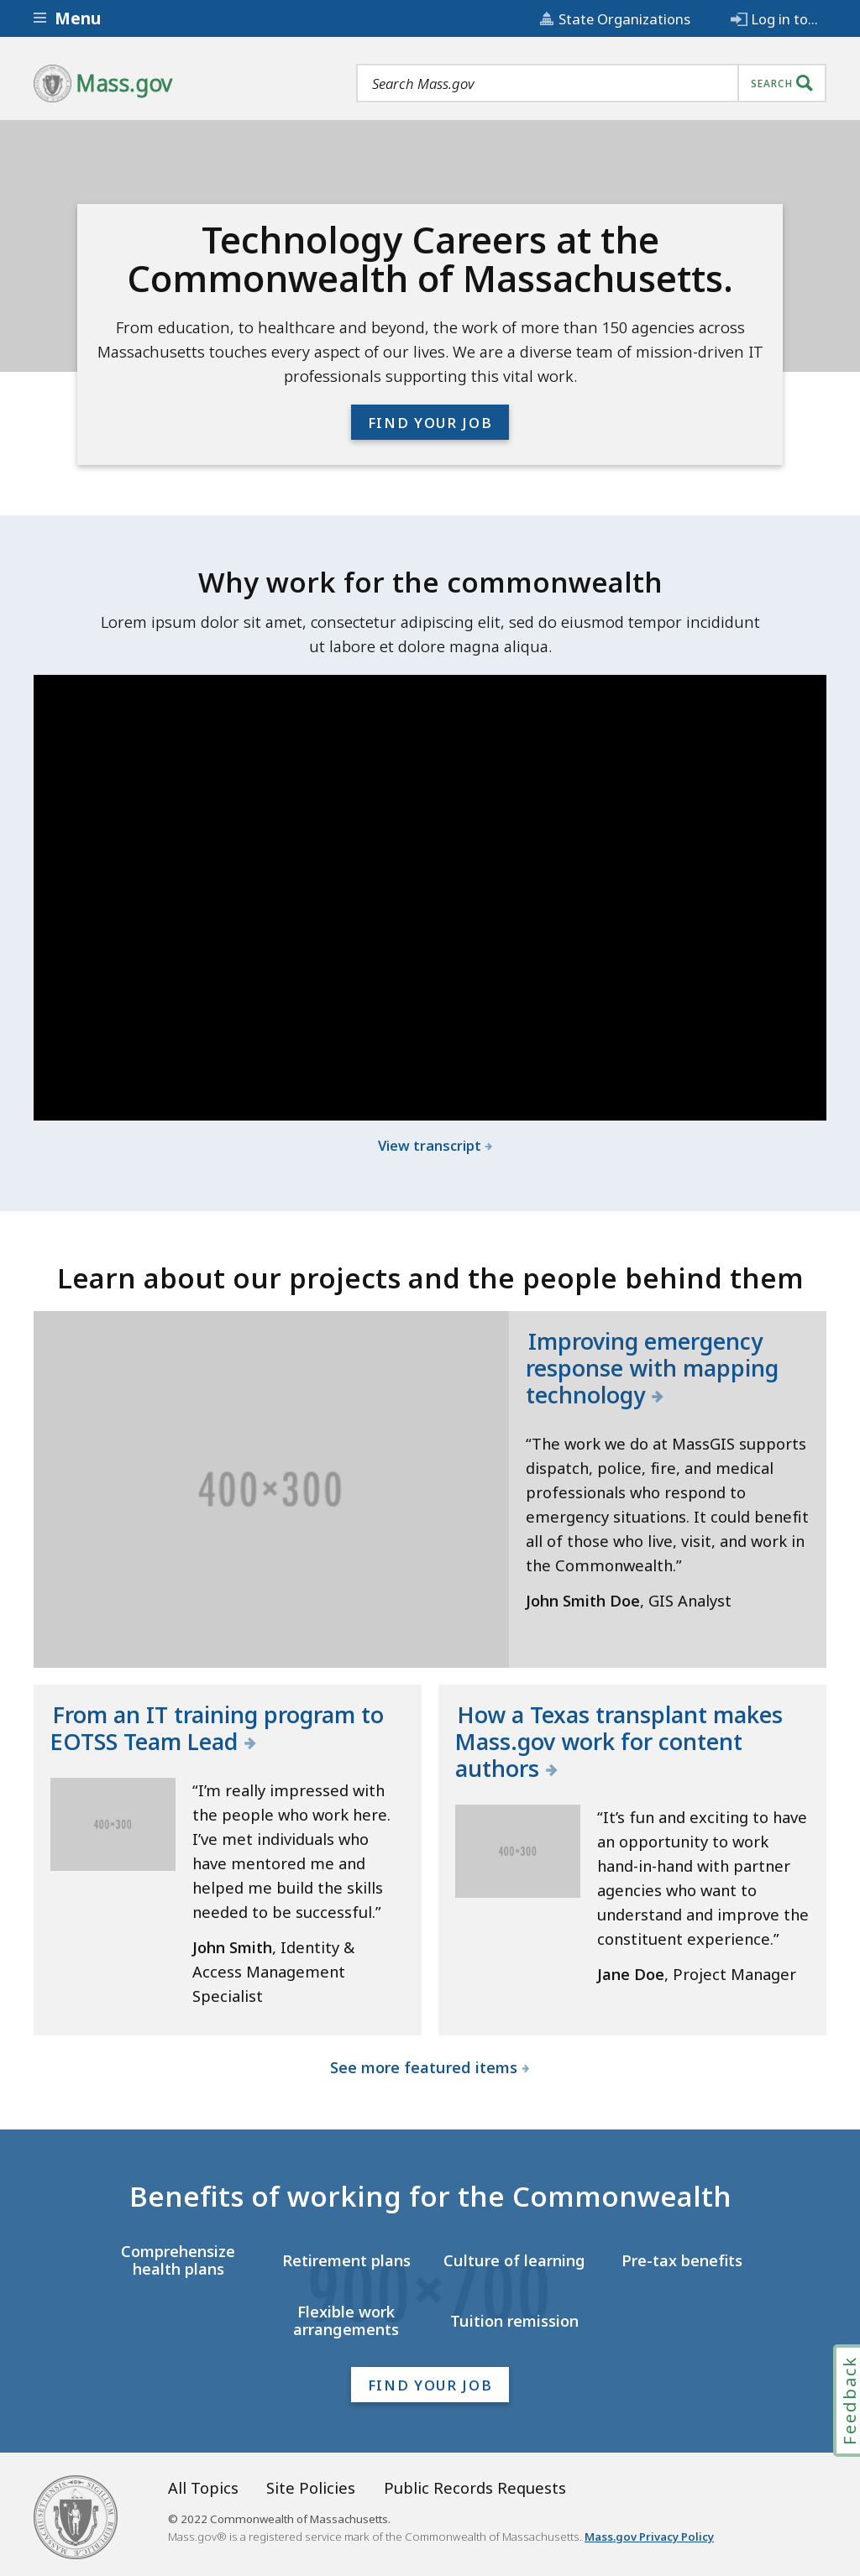 Menu
State Organizations
Log in to...
Mass.gov
Search Mass.gov
SEARCH
Technology Careers at the
Commonwealth of Massachusetts.
From education, to healthcare and beyond, the work of more than 150 agencies across
Massachusetts touches every aspect of our lives. We are a diverse team of mission-driven IT
professionals supporting this vital work.
FIND YOUR JOB
Why work for the commonwealth
Lorem ipsum dolor sit amet, consectetur adipiscing elit, sed do eiusmod tempor incididunt
ut labore et dolore magna aliqua.
View transcript
Learn about our projects and the people behind them
400×300
Improving emergency
response with mapping
technology
“The work we do at MassGIS supports
dispatch, police, fire, and medical
professionals who respond to
emergency situations. It could benefit
all of those who live, visit, and work in
the Commonwealth.”
John Smith Doe, GIS Analyst
From an IT training program to
EOTSS Team Lead
400×300
“I’m really impressed with
the people who work here.
I’ve met individuals who
have mentored me and
helped me build the skills
needed to be successful.”
John Smith, Identity &
Access Management
Specialist
How a Texas transplant makes
Mass.gov work for content
authors
400×300
“It’s fun and exciting to have
an opportunity to work
hand-in-hand with partner
agencies who want to
understand and improve the
constituent experience.”
Jane Doe, Project Manager
See more featured items
Benefits of working for the Commonwealth
900×700
Comprehensize
health plans
Retirement plans
Culture of learning
Pre-tax benefits
Flexible work
arrangements
Tuition remission
FIND YOUR JOB
Feedback
All Topics
Site Policies
Public Records Requests
© 2022 Commonwealth of Massachusetts.
Mass.gov® is a registered service mark of the Commonwealth of Massachusetts. Mass.gov Privacy Policy